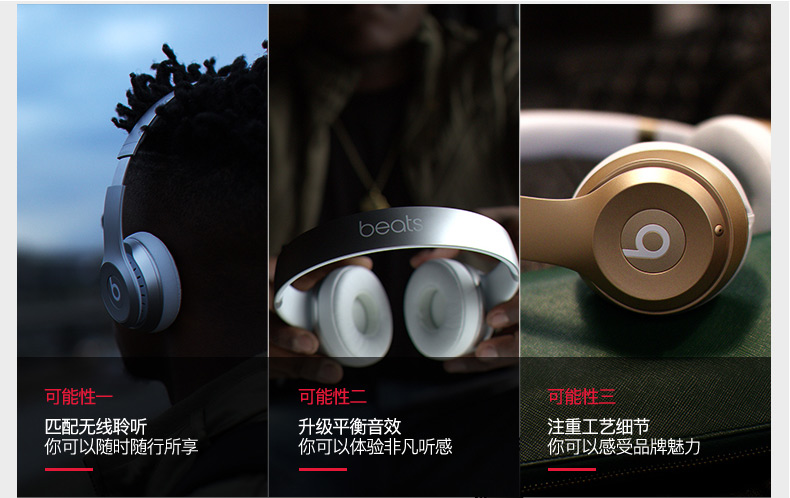 beats
b
b
可能性一
匹配无线聆听
你可以随时随行所享
可能性二
升级平衡音效
你可以体验非凡听感
可能性三
注重工艺细节
你可以感受品牌魅力